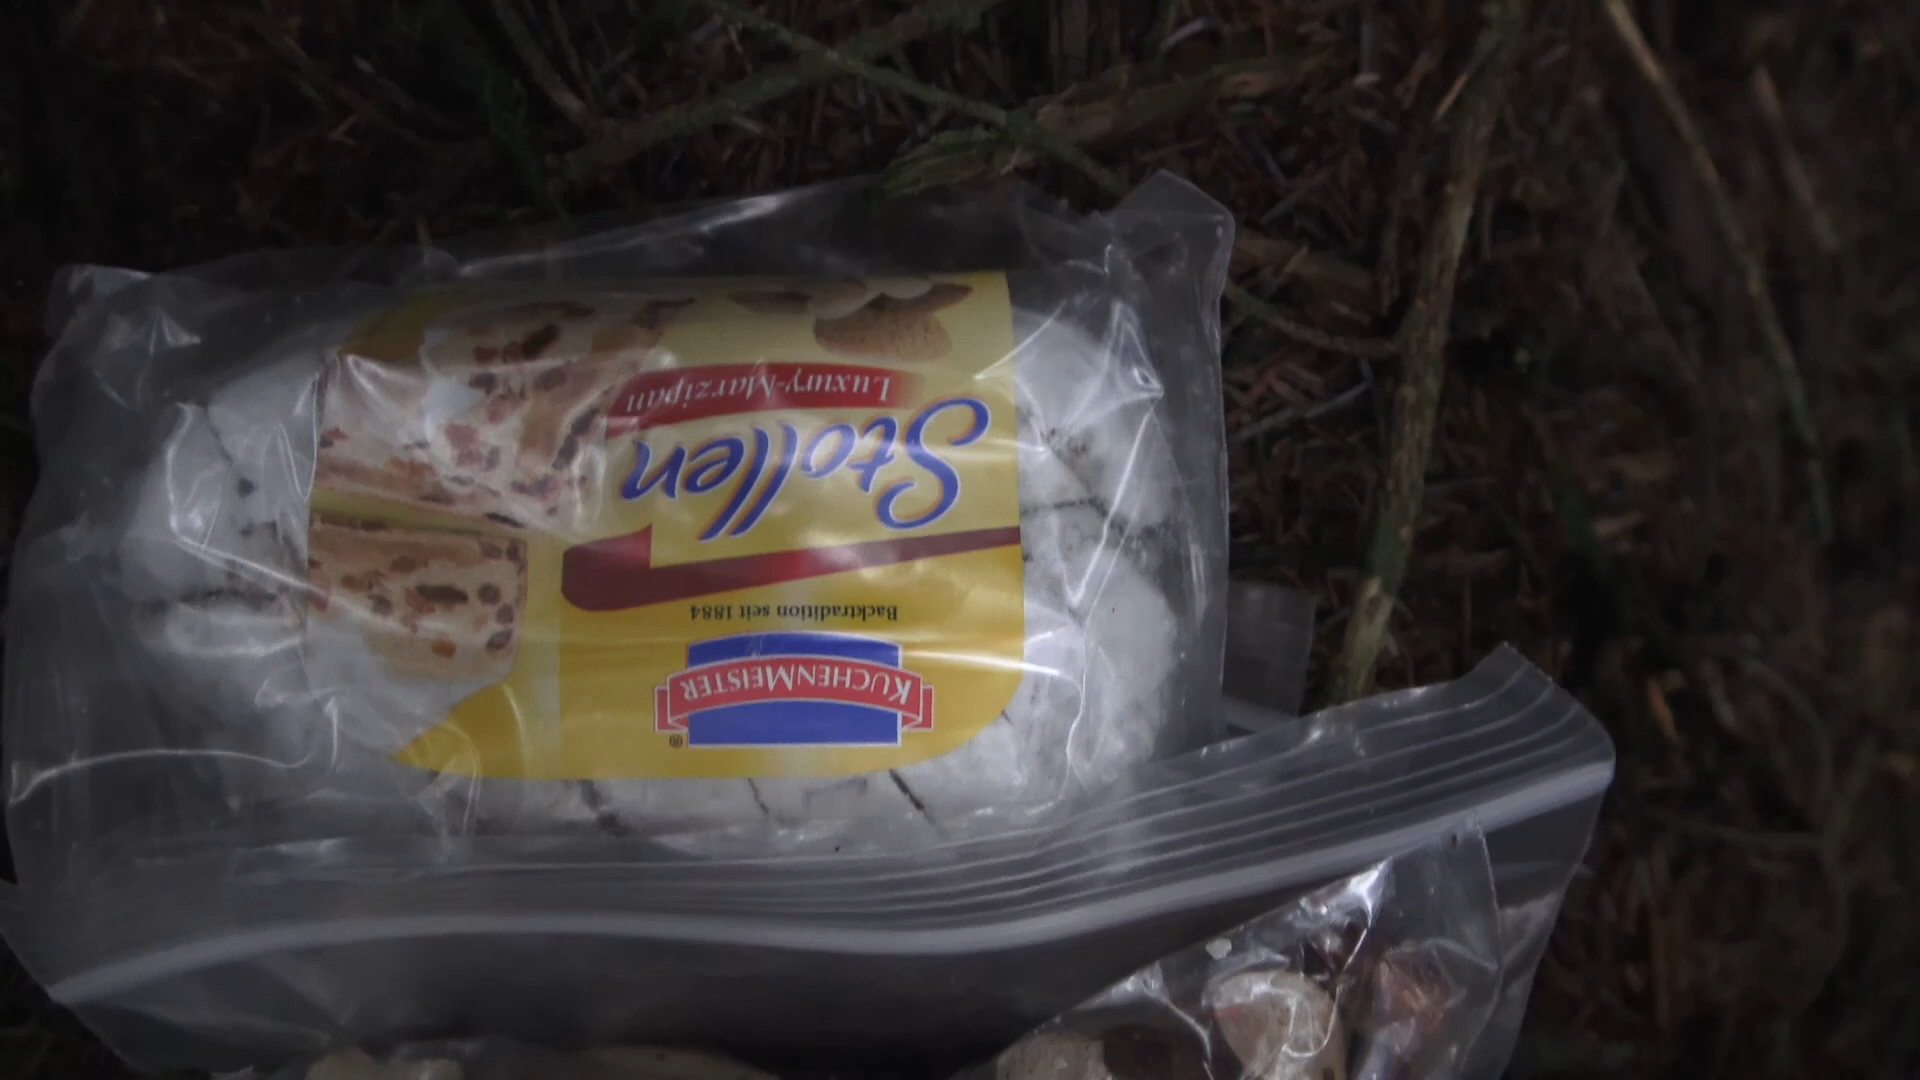 KUCHENMEISTER
®
Backtradition seit 1884
Stollen
Luxury-Marzipan